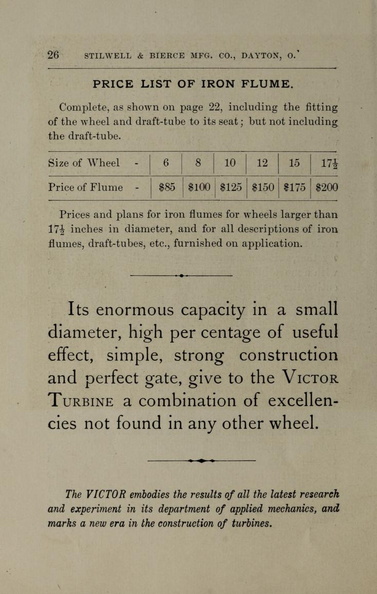 26 STILWELL & BIERCE MFG. CO., DAYTON, O.
PRICE LIST OF IRON FLUME.
Complete, as shown on page 22, including the fitting
of the wheel and draft-tube to its seat; but not including
the draft-tube.
Size of Wheel - 6 8 10 12 15 17½
Price of Flume - $85 $100 $125 $150 $175 $200
Prices and plans for iron flumes for wheels larger than
17½ inches in diameter, and for all descriptions of iron
flumes, draft-tubes, etc., furnished on application.
Its enormous capacity in a small
diameter, high per centage of useful
effect, simple, strong construction
and perfect gate, give to the VICTOR
TURBINE a combination of excellen-
cies not found in any other wheel.
The VICTOR embodies the results of all the latest research
and experiment in its department of applied mechanics, and
marks a new era in the construction of turbines.